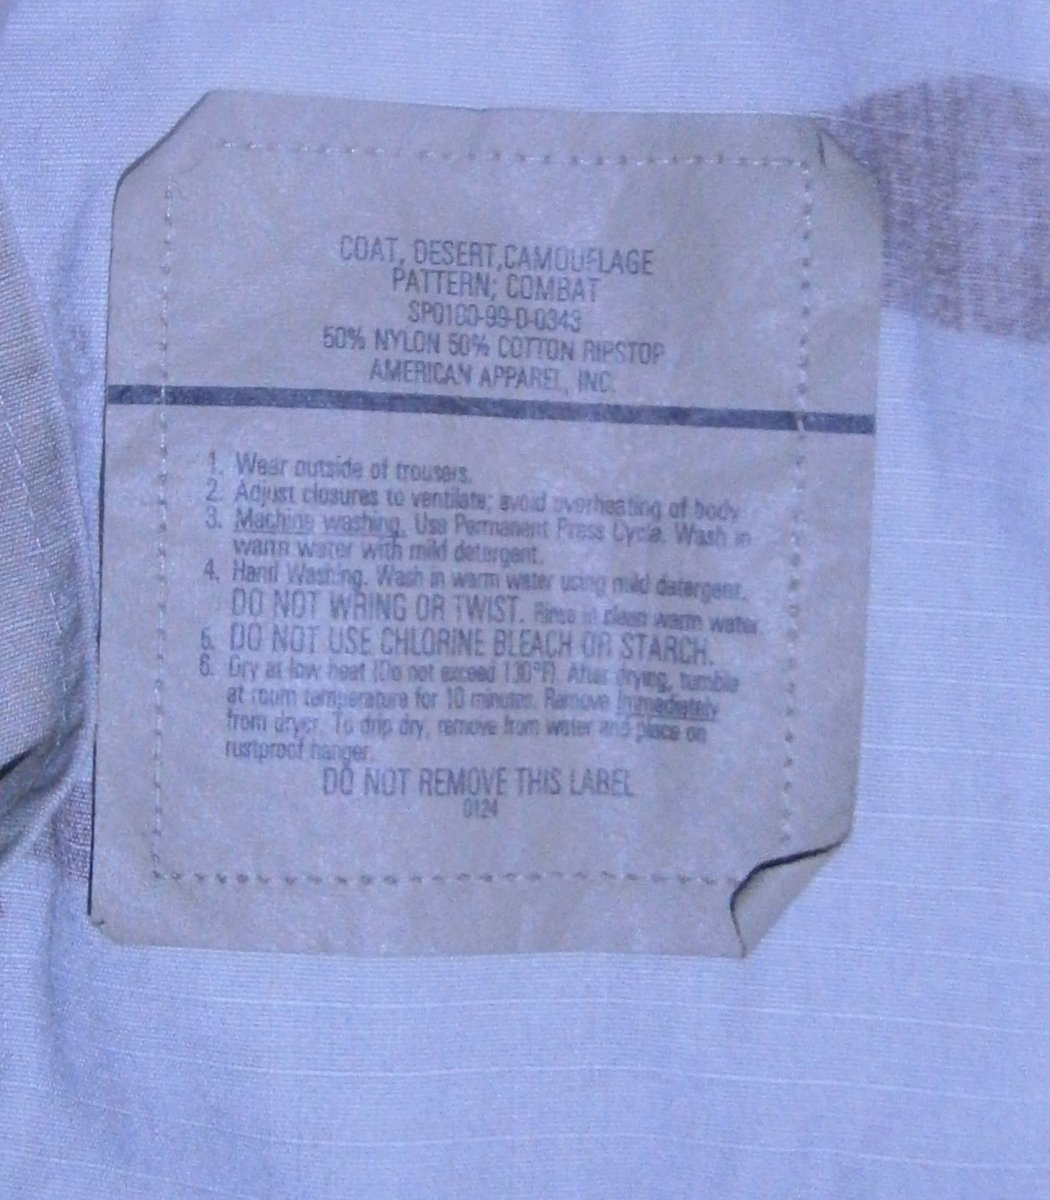 COAT, DESERT,CAMOUFLAGE
PATTERN; COMBAT
SP0100-99-D-0343
50% NYLON 50% COTTON RIPSTOP
AMERICAN APPAREL, INC.
1. Wear outside of trousers.
2. Adjust closures to ventilate; avoid overheating of body
3. Machine washing. Use Permanent Press Cycle. Wash in
warm water with mild detergent.
4. Hand Washing. Wash in warm water using mild detergent.
DO NOT WRING OR TWIST. Rinse in clean warm water.
5. DO NOT USE CHLORINE BLEACH OR STARCH.
6. Dry at low heat (Do not exceed 130°F). After drying, tumble
at room temperature for 10 minutes. Remove immediately
from dryer. To drip dry, remove from water and place on
rustproof hanger.
DO NOT REMOVE THIS LABEL
0124